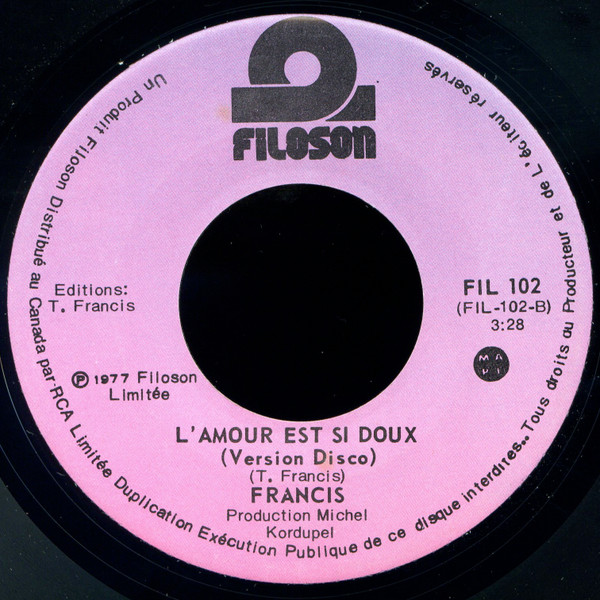 FILOSON
Editions:
T. Francis
℗ 1977 Filoson
Limitée
FIL 102
(FIL-102-B)
3:28
MAPI
L'AMOUR EST SI DOUX
(Version Disco)
(T. Francis)
FRANCIS
Production Michel
Kordupel
Un Produit Filoson Distribué au Canada par RCA Limitée Duplication Exécution Publique de ce disque interdites.. Tous droits du Producteur et de L'éditeur réservés